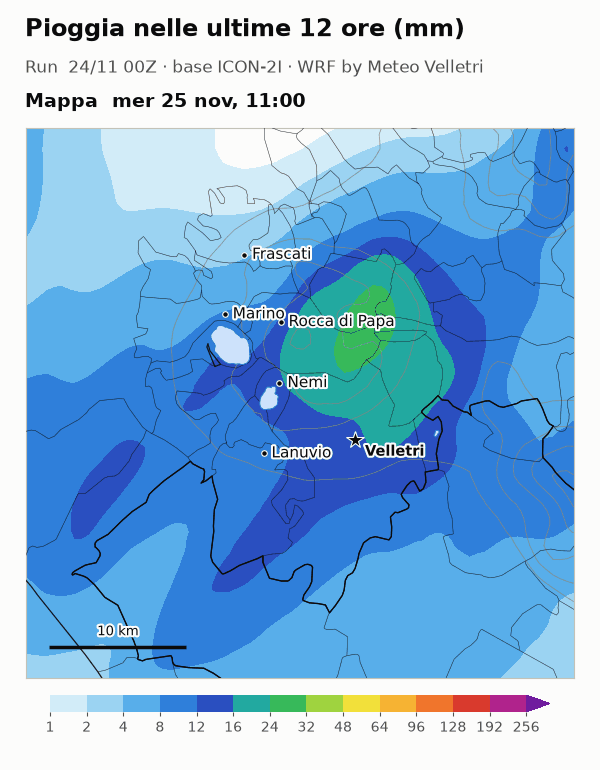 Pioggia nelle ultime 12 ore (mm)
Run 24/11 00Z · base ICON-2I · WRF by Meteo Velletri
Mappa mer 25 nov, 11:00
Frascati
Marino
Rocca di Papa
Nemi
Velletri
Lanuvio
10 km
1 2 4 8 12 16 24 32 48 64 96 128 192 256